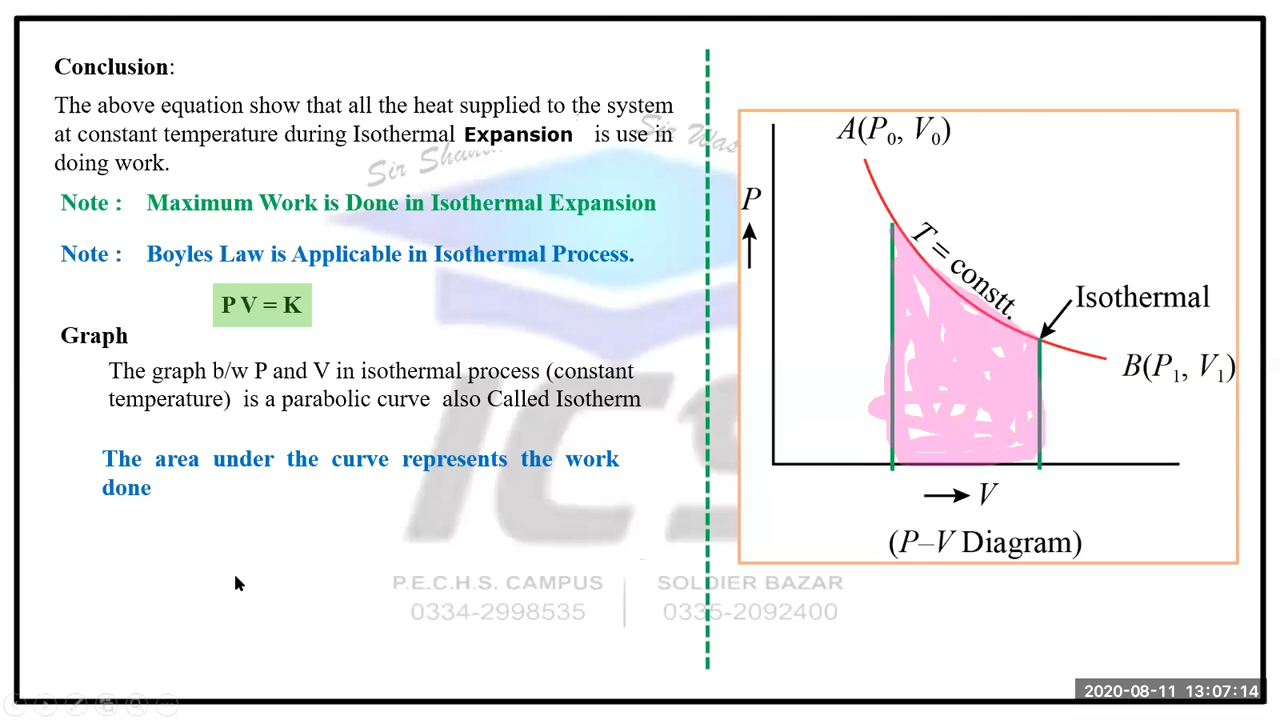 Conclusion:
The above equation show that all the heat supplied to the system
at constant temperature during Isothermal Expansion is use in
doing work.
Note : Maximum Work is Done in Isothermal Expansion
Note : Boyles Law is Applicable in Isothermal Process.
P V = K
Graph
The graph b/w P and V in isothermal process (constant
temperature) is a parabolic curve also Called Isotherm
The area under the curve represents the work
done
A(P₀, V₀)
P
T = constt.
Isothermal
B(P₁, V₁)
V
(P–V Diagram)
Sir
Sir
ICS
P.E.C.H.S. CAMPUS
0334-2998535
SOLDIER BAZAR
0335-2092400
2020-08-11 13:07:14